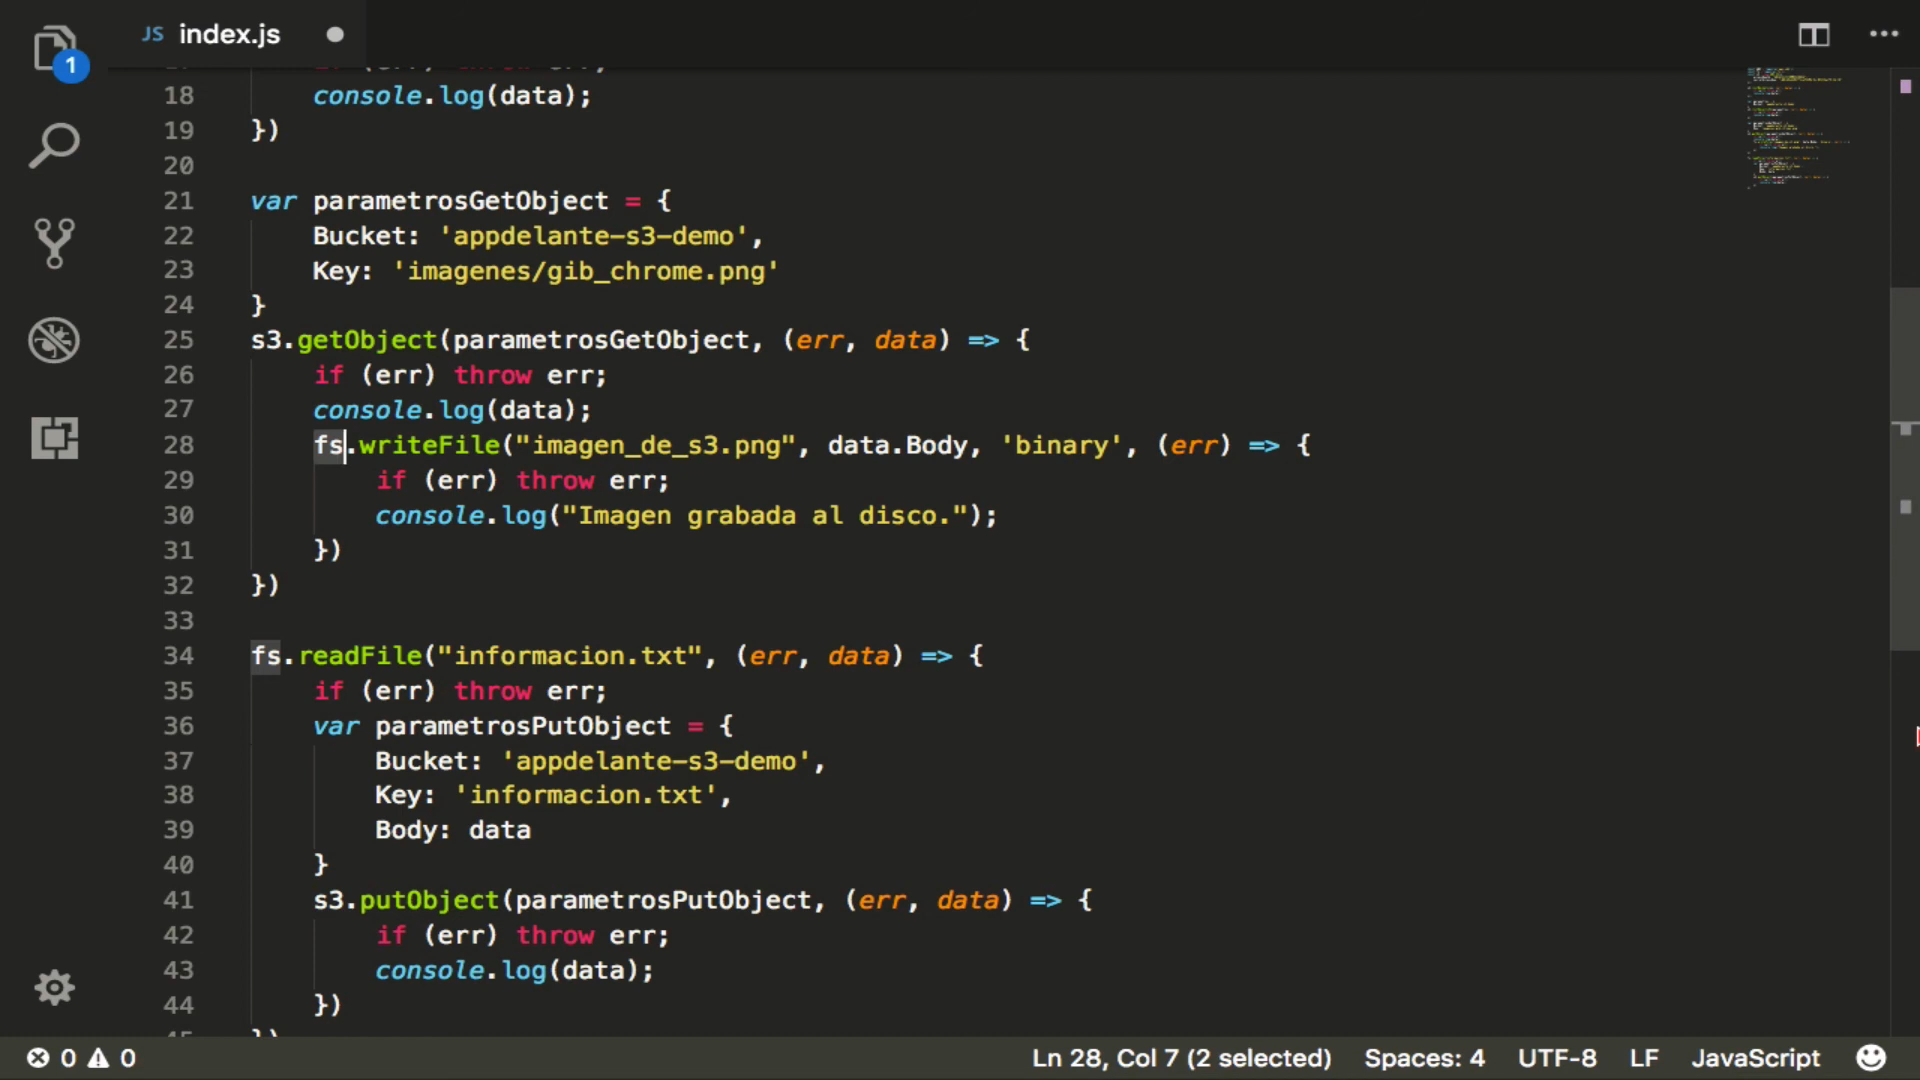 JS index.js
1
18 console.log(data);
19 })
20
21 var parametrosGetObject = {
22 Bucket: 'appdelante-s3-demo',
23 Key: 'imagenes/gib_chrome.png'
24 }
25 s3.getObject(parametrosGetObject, (err, data) => {
26 if (err) throw err;
27 console.log(data);
28 fs.writeFile("imagen_de_s3.png", data.Body, 'binary', (err) => {
29 if (err) throw err;
30 console.log("Imagen grabada al disco.");
31 })
32 })
33
34 fs.readFile("informacion.txt", (err, data) => {
35 if (err) throw err;
36 var parametrosPutObject = {
37 Bucket: 'appdelante-s3-demo',
38 Key: 'informacion.txt',
39 Body: data
40 }
41 s3.putObject(parametrosPutObject, (err, data) => {
42 if (err) throw err;
43 console.log(data);
44 })
0 0 Ln 28, Col 7 (2 selected) Spaces: 4 UTF-8 LF JavaScript